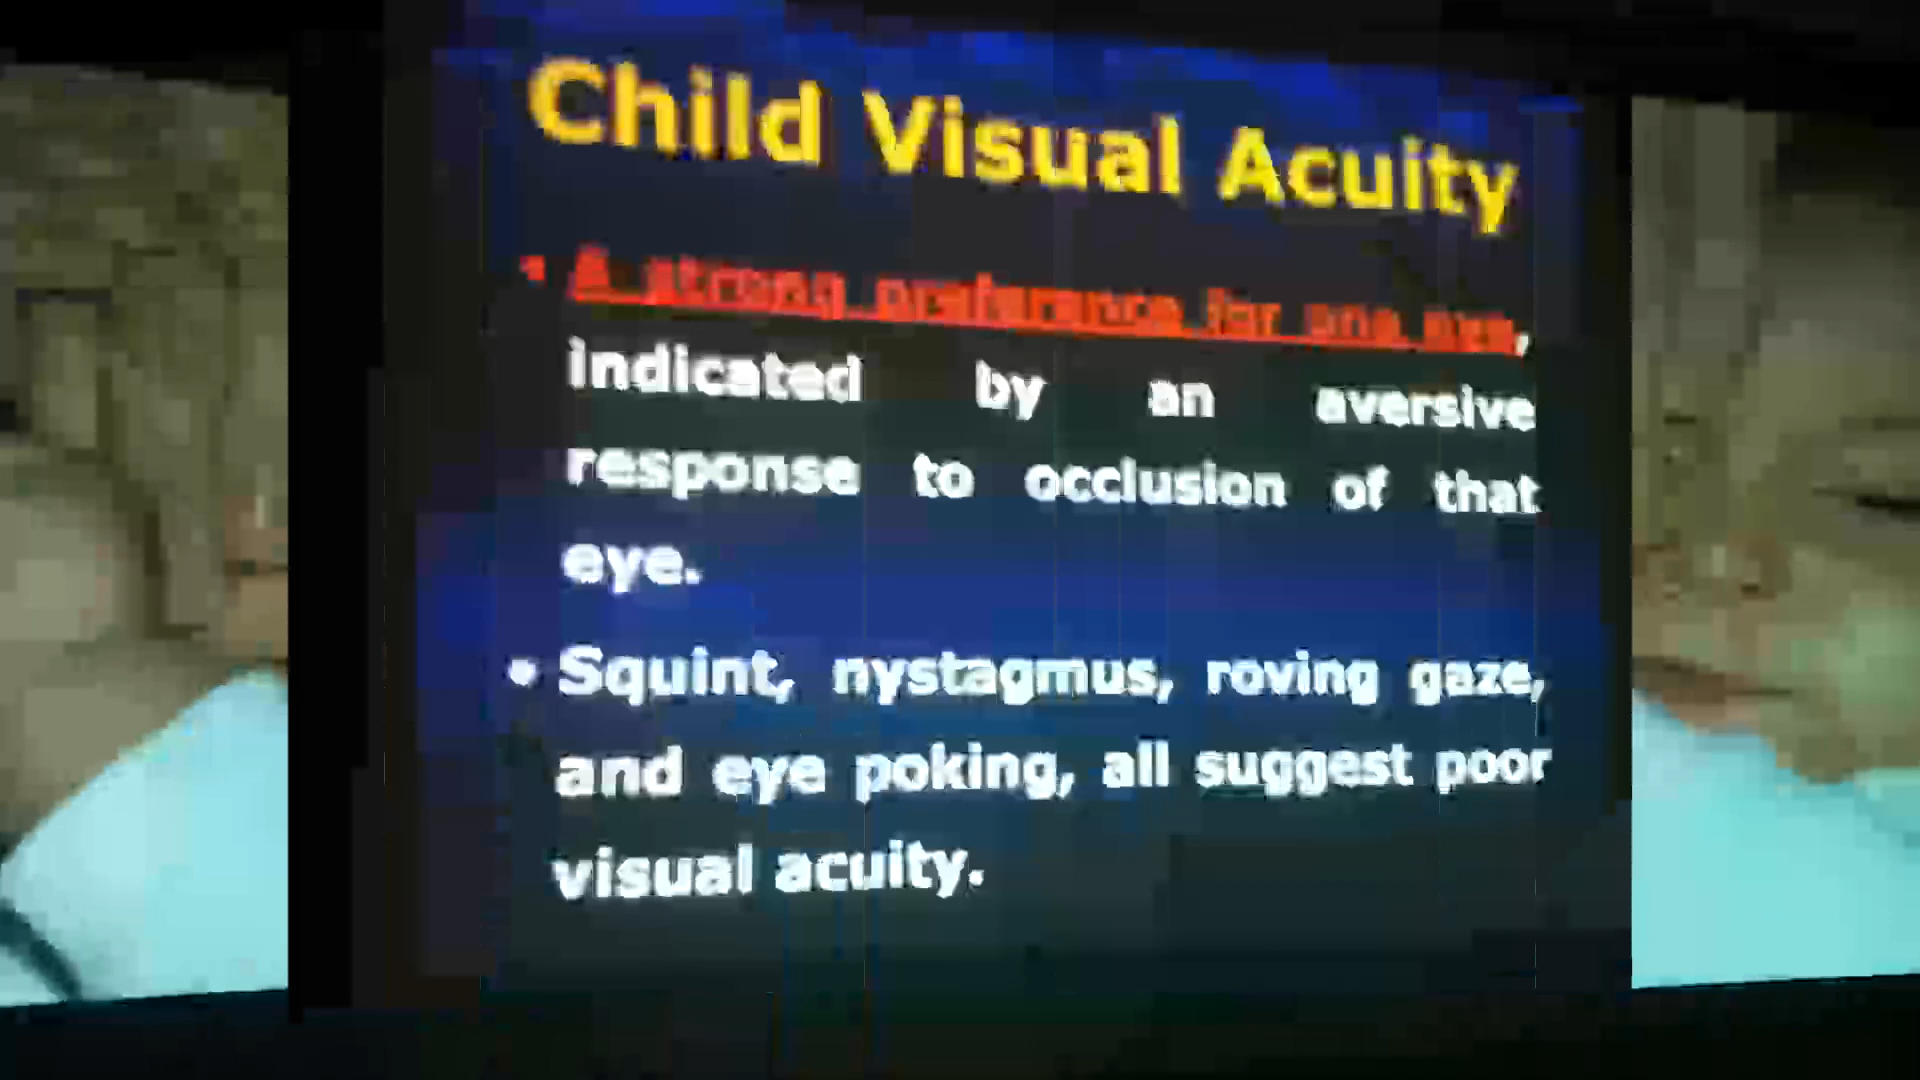 Child Visual Acuity
• A strong preference for one eye,
indicated by an aversive
response to occlusion of that
eye.
• Squint, nystagmus, roving gaze,
and eye poking, all suggest poor
visual acuity.